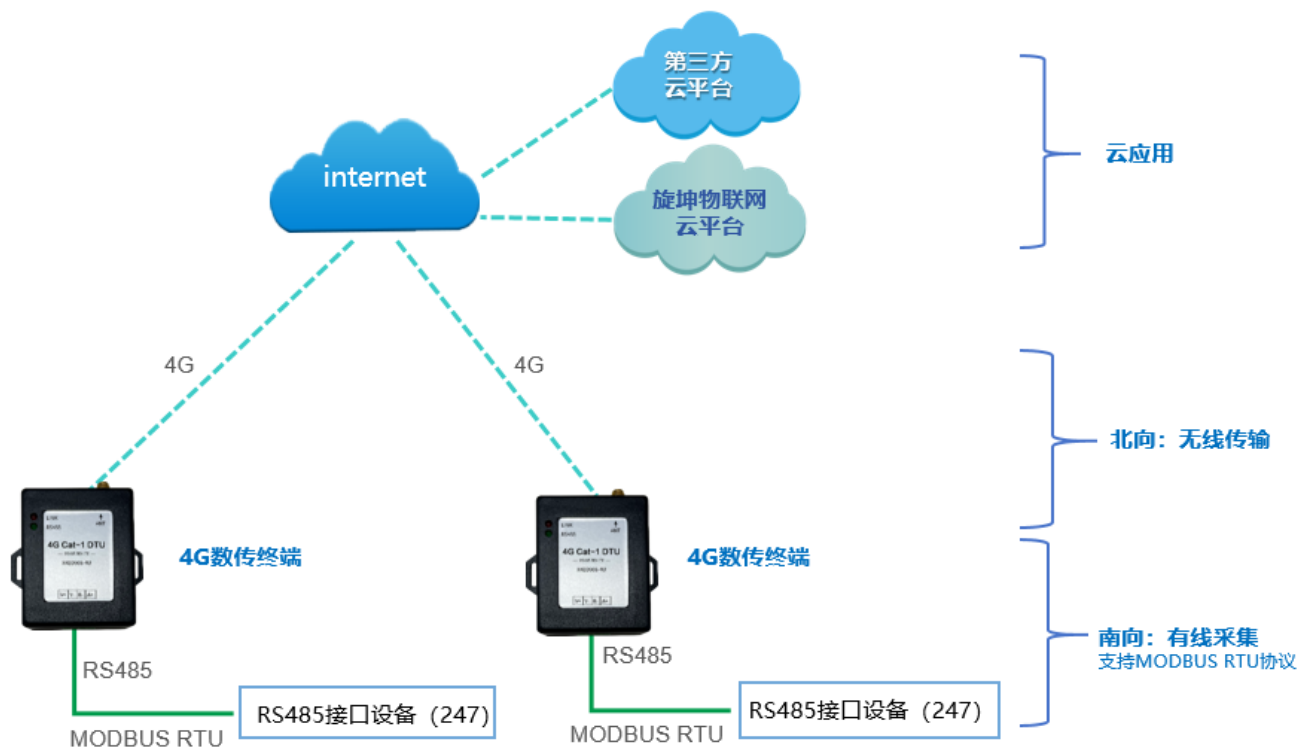 第三方
云平台
internet
旋坤物联网
云平台
云应用
4G
4G
北向：无线传输
4G Cat-1 DTU
4G数传终端
4G Cat-1 DTU
4G数传终端
南向：有线采集
支持MODBUS RTU协议
RS485
RS485
RS485接口设备（247）
RS485接口设备（247）
MODBUS RTU
MODBUS RTU